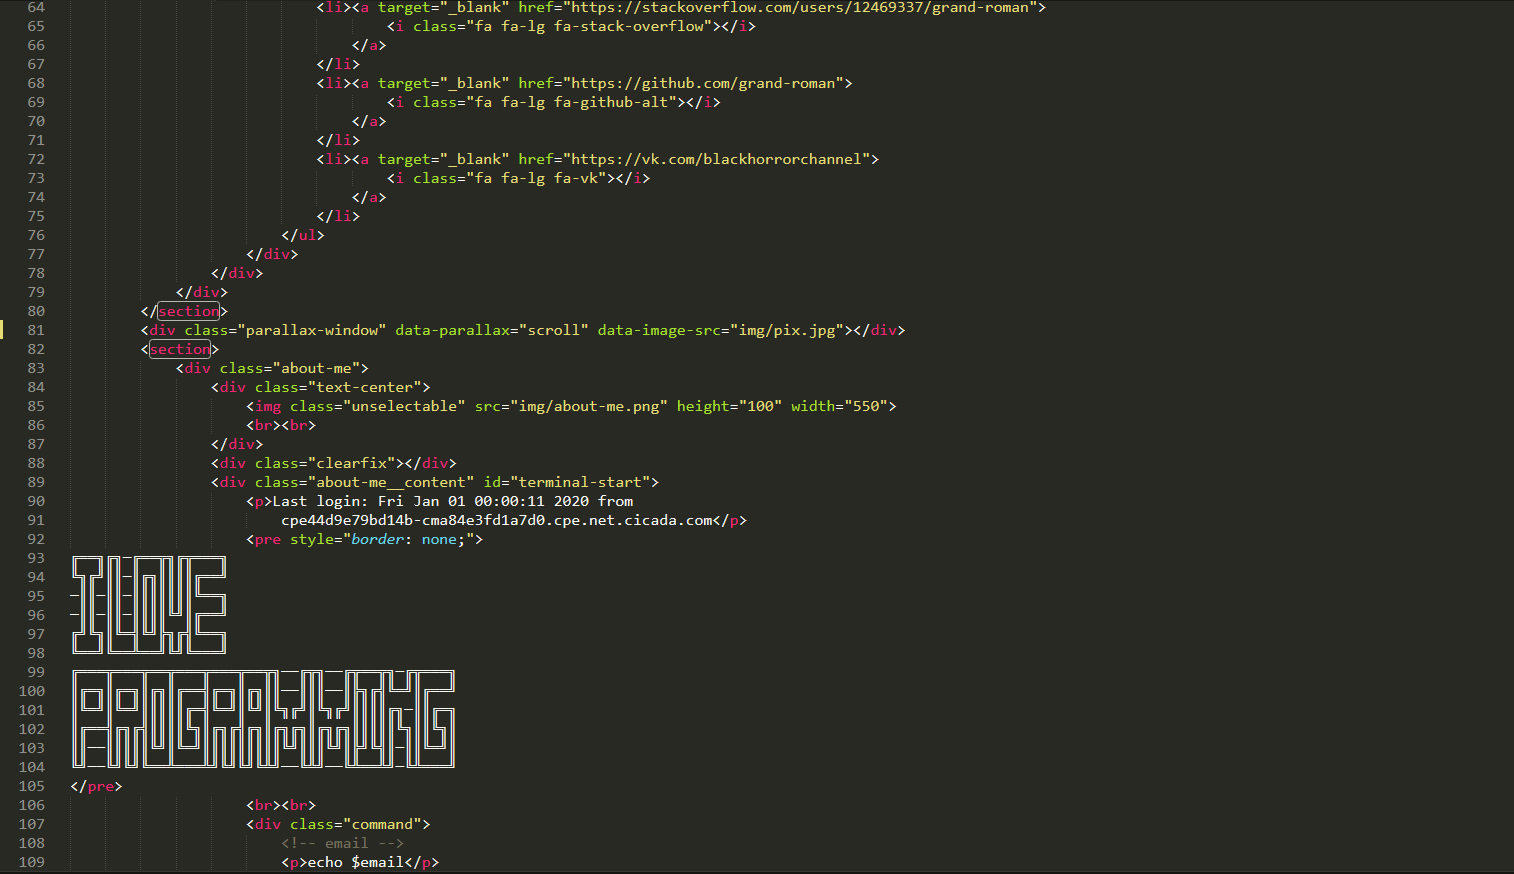 64 <li><a target="_blank" href="https://stackoverflow.com/users/12469337/grand-roman">
65 <i class="fa fa-lg fa-stack-overflow"></i>
66 </a>
67 </li>
68 <li><a target="_blank" href="https://github.com/grand-roman">
69 <i class="fa fa-lg fa-github-alt"></i>
70 </a>
71 </li>
72 <li><a target="_blank" href="https://vk.com/blackhorrorchannel">
73 <i class="fa fa-lg fa-vk"></i>
74 </a>
75 </li>
76 </ul>
77 </div>
78 </div>
79 </div>
80 </section>
81 <div class="parallax-window" data-parallax="scroll" data-image-src="img/pix.jpg"></div>
82 <section>
83 <div class="about-me">
84 <div class="text-center">
85 <img class="unselectable" src="img/about-me.png" height="100" width="550">
86 <br><br>
87 </div>
88 <div class="clearfix"></div>
89 <div class="about-me__content" id="terminal-start">
90 <p>Last login: Fri Jan 01 00:00:11 2020 from
91 cpe44d9e79bd14b-cma84e3fd1a7d0.cpe.net.cicada.com</p>
92 <pre style="border: none;">
93
94
95
96 I LOVE
97
98
99
100
101 PROGRAMMING
102
103
104
105 </pre>
106 <br><br>
107 <div class="command">
108 <!-- email -->
109 <p>echo $email</p>